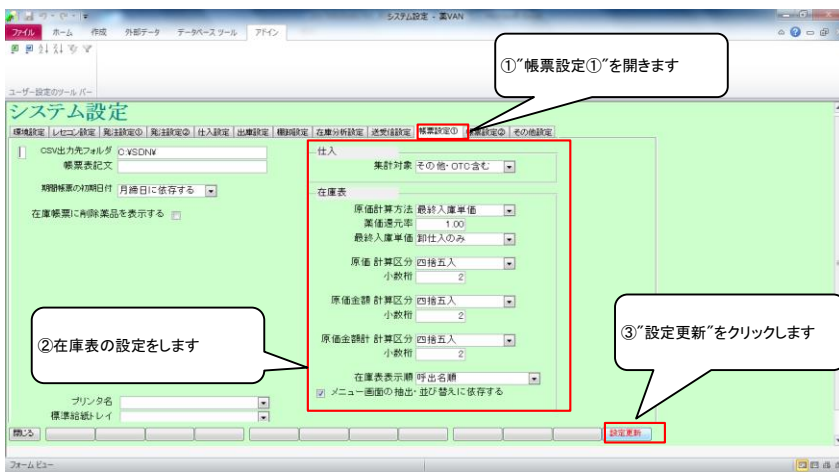 システム設定 - 薬VAN
ファイル ホーム 作成 外部データ データベース ツール アドイン
ユーザー設定のツール バー
①”帳票設定①”を開きます
システム設定
環境設定 レセコン設定 発注設定① 発注設定② 仕入設定 出庫設定 棚卸設定 在庫分析設定 送受信設定 帳票設定① 帳票設定② その他設定
CSV出力先フォルダ C:¥SDN¥
帳票表記文
期間帳票の初期日付 月締日に依存する
在庫帳票に削除薬品を表示する
仕入
集計対象 その他・OTC含む
在庫表
原価計算方法 最終入庫単価
薬価還元率 1.00
最終入庫単価 卸仕入のみ
原価 計算区分 四捨五入
小数桁 2
原価金額 計算区分 四捨五入
小数桁 2
原価金額計 計算区分 四捨五入
小数桁 2
在庫表表示順 呼出名順
メニュー画面の抽出・並び替えに依存する
②在庫表の設定をします
③”設定更新”をクリックします
プリンタ名
標準給紙トレイ
閉じる 設定更新
フォーム ビュー